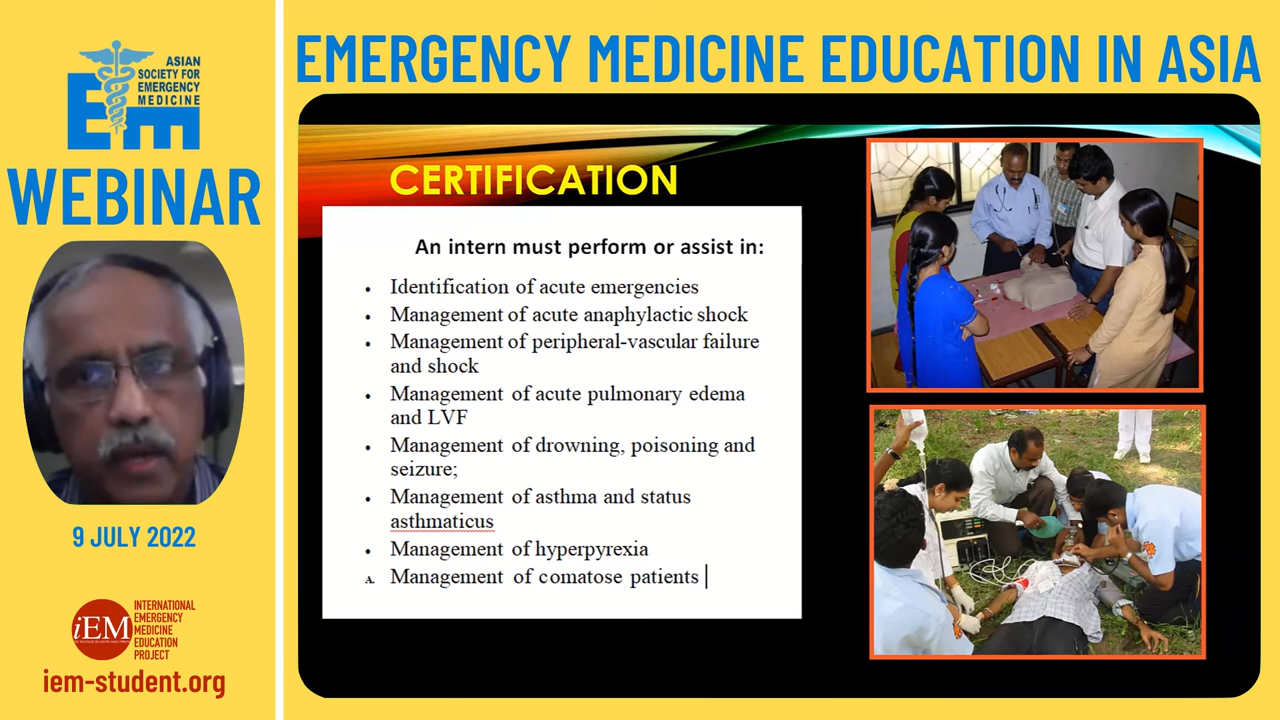 ASIAN
SOCIETY FOR
EMERGENCY
MEDICINE
Em
WEBINAR
9 JULY 2022
iEM
INTERNATIONAL
EMERGENCY
MEDICINE
EDUCATION
PROJECT
iem-student.org
EMERGENCY MEDICINE EDUCATION IN ASIA
CERTIFICATION
An intern must perform or assist in:
• Identification of acute emergencies
• Management of acute anaphylactic shock
• Management of peripheral-vascular failure
and shock
• Management of acute pulmonary edema
and LVF
• Management of drowning, poisoning and
seizure;
• Management of asthma and status
asthmaticus
• Management of hyperpyrexia
A. Management of comatose patients